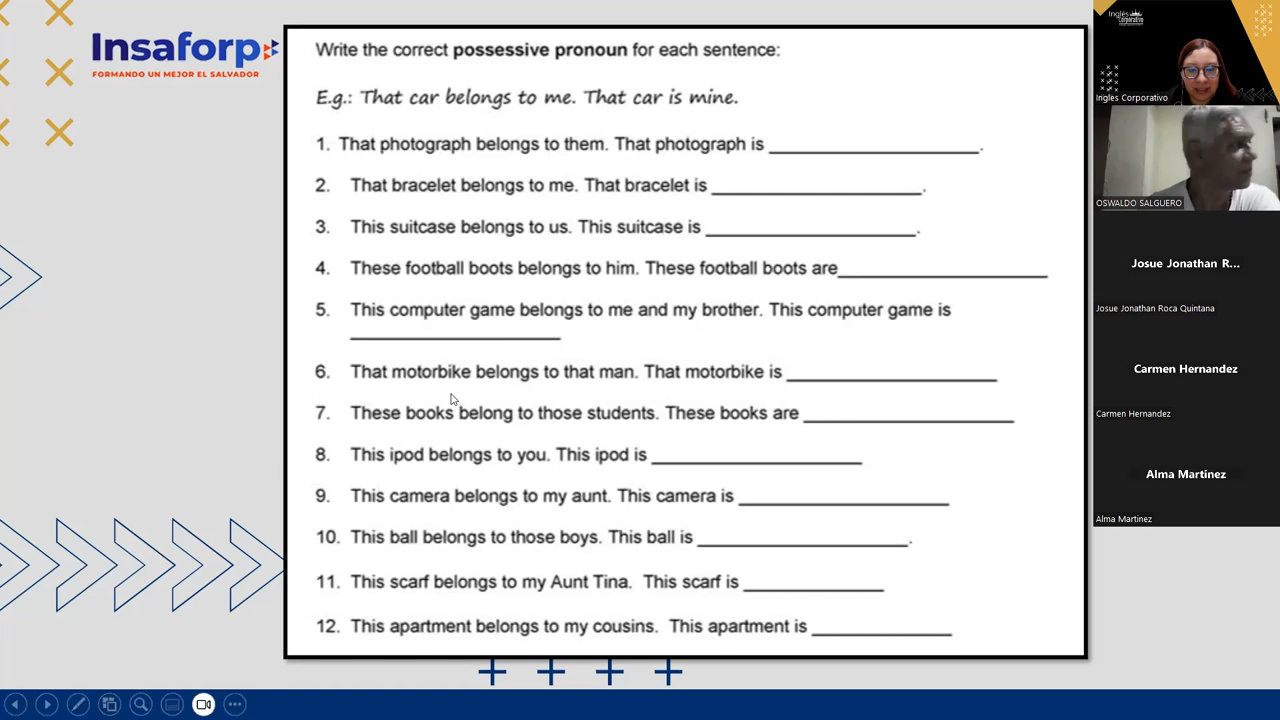 Insaforp
FORMANDO UN MEJOR EL SALVADOR
Write the correct possessive pronoun for each sentence:
E.g.: That car belongs to me. That car is mine.
1. That photograph belongs to them. That photograph is ____________________.
2. That bracelet belongs to me. That bracelet is ____________________.
3. This suitcase belongs to us. This suitcase is ____________________.
4. These football boots belongs to him. These football boots are____________________
5. This computer game belongs to me and my brother. This computer game is
____________________
6. That motorbike belongs to that man. That motorbike is ____________________
7. These books belong to those students. These books are ____________________
8. This ipod belongs to you. This ipod is ____________________
9. This camera belongs to my aunt. This camera is ____________________
10. This ball belongs to those boys. This ball is ____________________.
11. This scarf belongs to my Aunt Tina. This scarf is ______________
12. This apartment belongs to my cousins. This apartment is ______________
Inglés
Corporativo
Ingles Corporativo
OSWALDO SALGUERO
Josue Jonathan R...
Josue Jonathan Roca Quintana
Carmen Hernandez
Carmen Hernandez
Alma Martinez
Alma Martinez